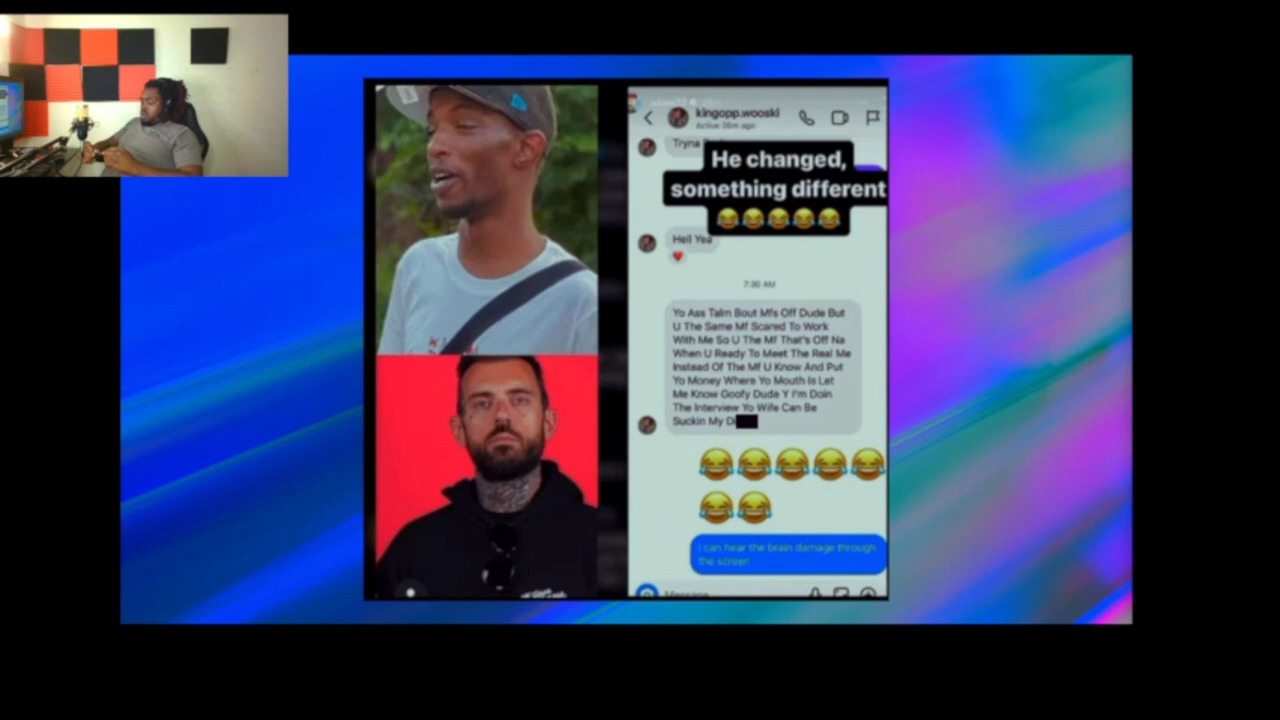 kingopp.wooski
Active 26m ago
Tryna
He changed,
something different
😂😂😂😂😂
Hell Yea
❤️
7:30 AM
Yo Ass Talm Bout Mfs Off Dude But
U The Same Mf Scared To Work
With Me So U The Mf That's Off Na
When U Ready To Meet The Real Me
Instead Of The Mf U Know And Put
Yo Money Where Yo Mouth Is Let
Me Know Goofy Dude Y I'm Doin
The Interview Yo Wife Can Be
Suckin My Di
😂😂😂😂😂
😂😂
I can hear the brain damage through
the screen
Message